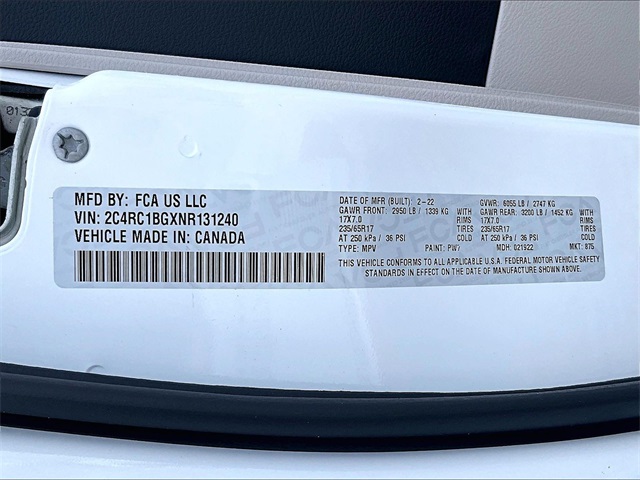 013
MFD BY: FCA US LLC
VIN: 2C4RC1BGXNR131240
VEHICLE MADE IN: CANADA
DATE OF MFR (BUILT): 2-22 GVWR: 6055 LB / 2747 KG
GAWR FRONT: 2950 LB / 1339 KG WITH GAWR REAR: 3200 LB / 1452 KG WITH
17X7.0 RIMS 17X7.0 RIMS
235/65R17 TIRES 235/65R17 TIRES
AT 250 kPa / 36 PSI COLD AT 250 kPa / 36 PSI COLD
TYPE: MPV PAINT: PW7 MDH: 021922 MKT: 875
THIS VEHICLE CONFORMS TO ALL APPLICABLE U.S.A. FEDERAL MOTOR VEHICLE SAFETY
STANDARDS IN EFFECT ON THE DATE OF MANUFACTURE SHOWN ABOVE.